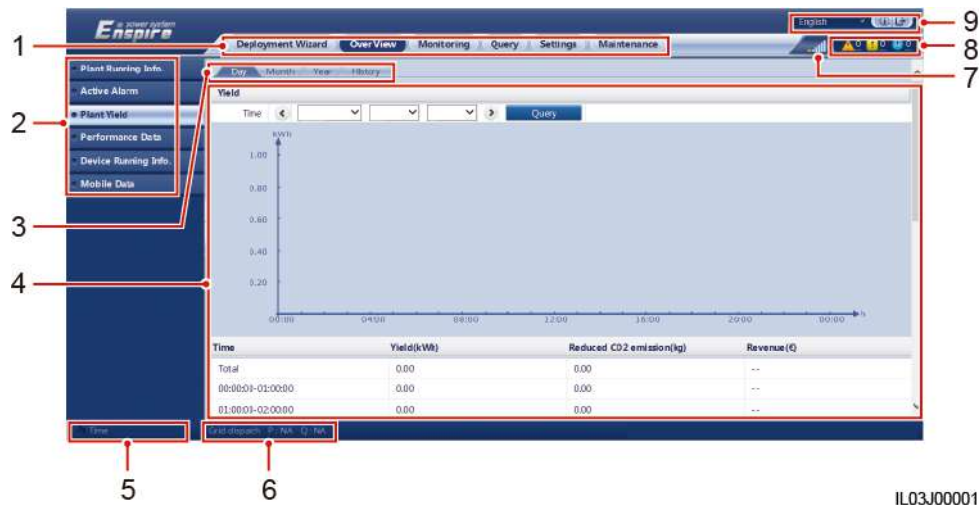 English
e power system
Enspire
9
1
Deployment Wizard OverView Monitoring Query Settings Maintenance
0 0 0
8
7
Plant Running Info.
Active Alarm
Plant Yield
Performance Data
Device Running Info.
Mobile Data
2
3
Day Month Year History
Yield
Time Query
kWh
1.00
0.80
0.60
0.40
0.20
00:00 04:00 08:00 12:00 16:00 20:00 00:00 h
4
Time Yield(kWh) Reduced CO2 emission(kg) Revenue(€)
Total 0.00 0.00 --
00:00:00-01:00:00 0.00 0.00 --
01:00:00-02:00:00 0.00 0.00 --
Time
Grid dispatch P: NA Q: NA
5
6
IL03J00001